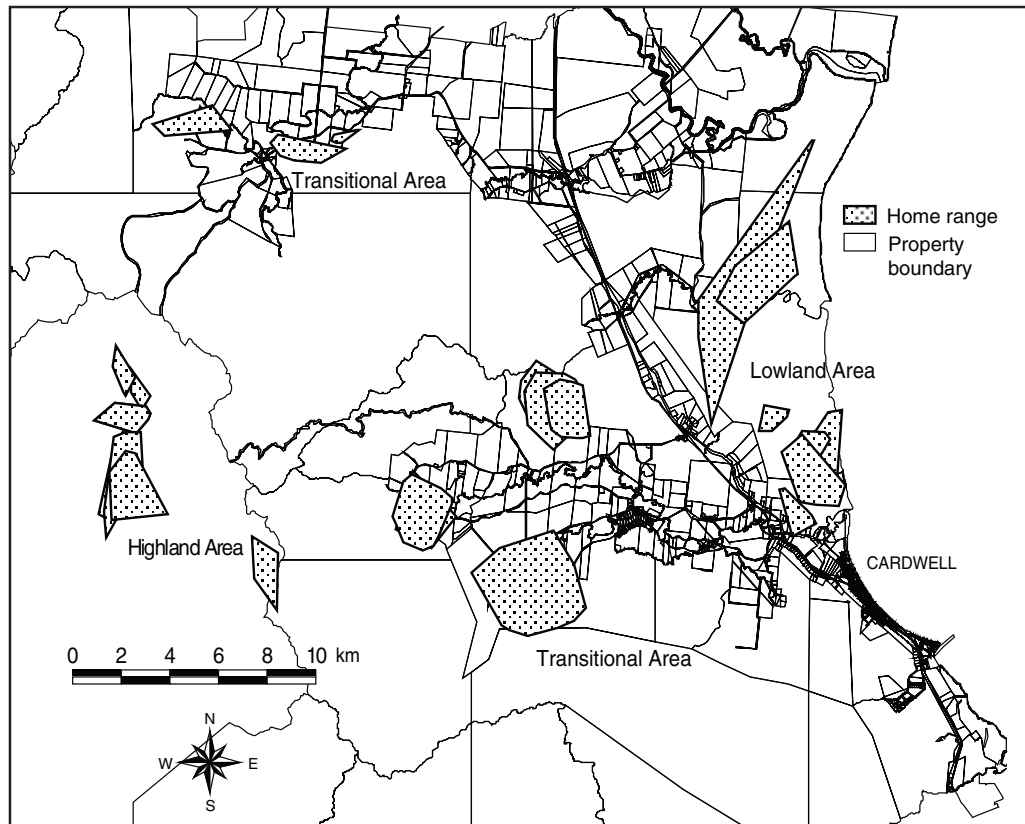 Transitional Area
Home range
Property
boundary
Lowland Area
Highland Area
CARDWELL
Transitional Area
0 2 4 6 8 10 km
N
W E
S